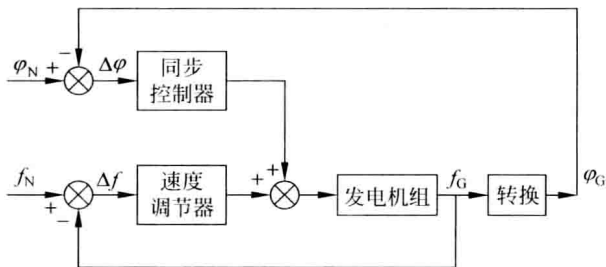 φN + − Δφ 同步
控制器
fN + − Δf 速度
调节器
+ +
发电机组
fG
转换
φG